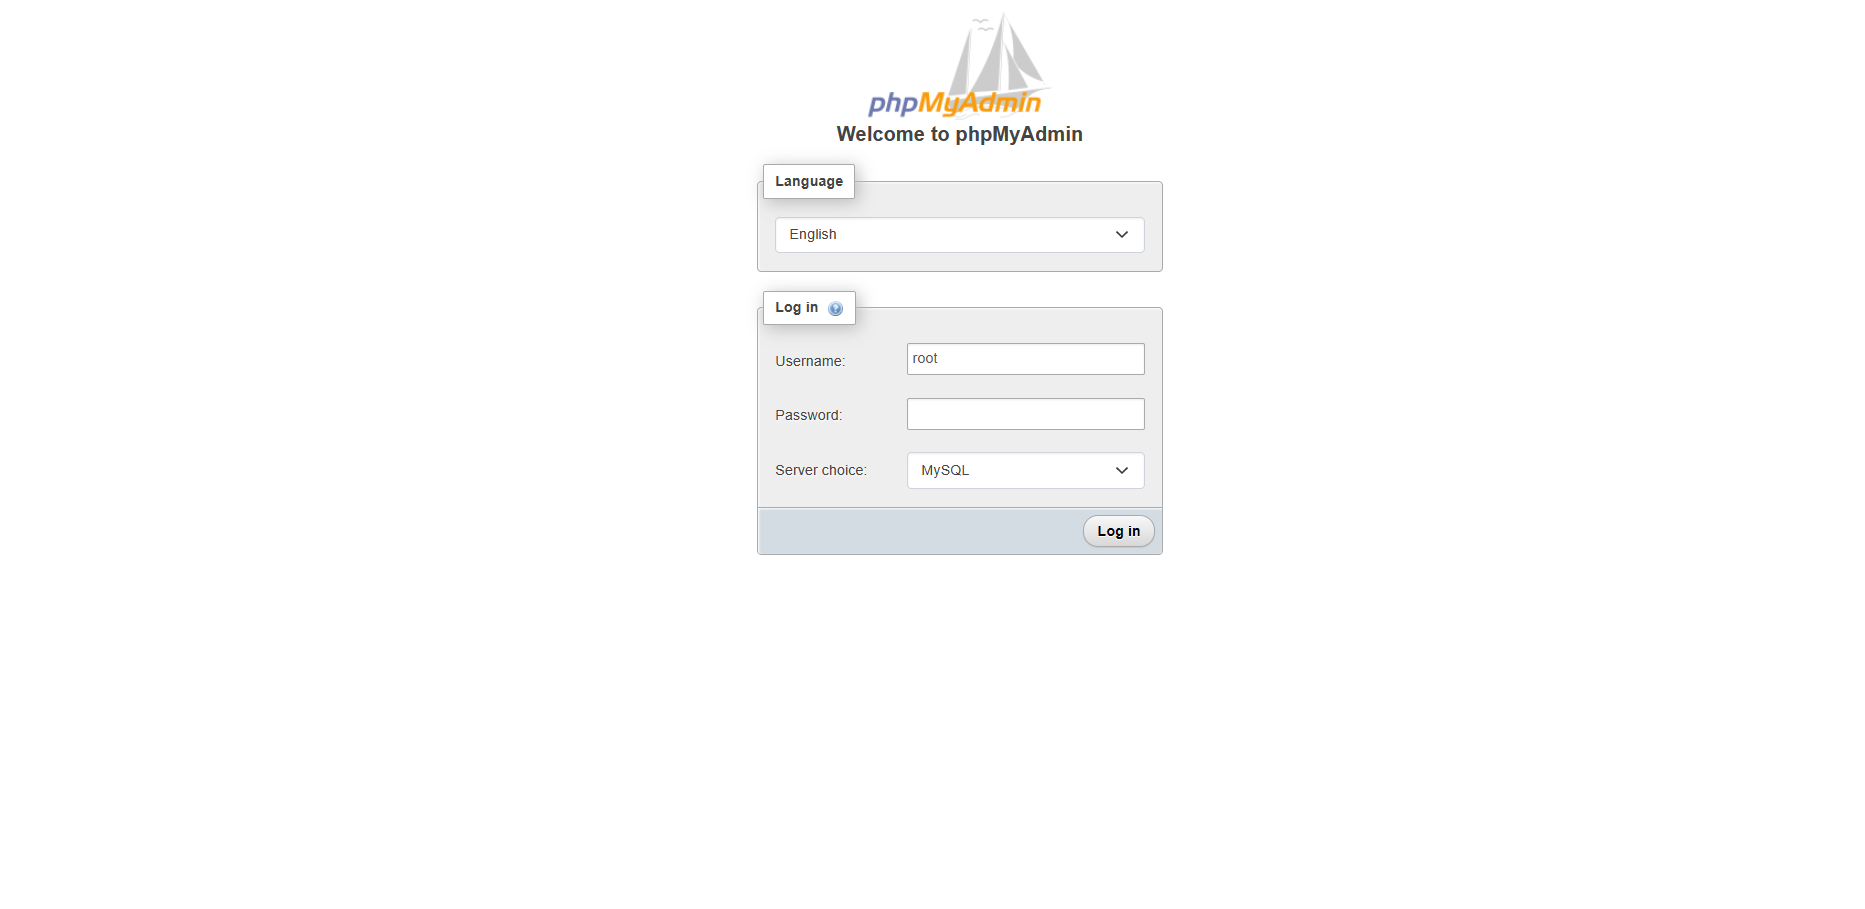 phpMyAdmin
Welcome to phpMyAdmin
Language
English
Log in
Username:
root
Password:
Server choice:
MySQL
Log in